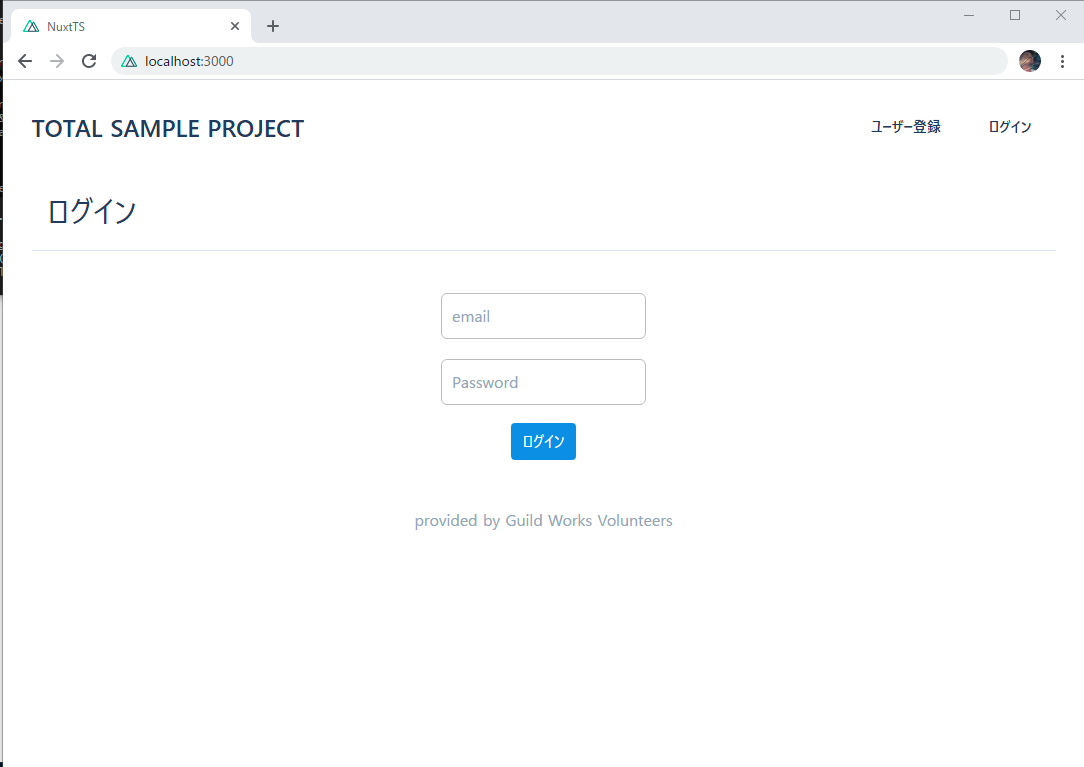 NuxtTS
localhost:3000
TOTAL SAMPLE PROJECT
ユーザー登録 ログイン
ログイン
email
Password
ログイン
provided by Guild Works Volunteers